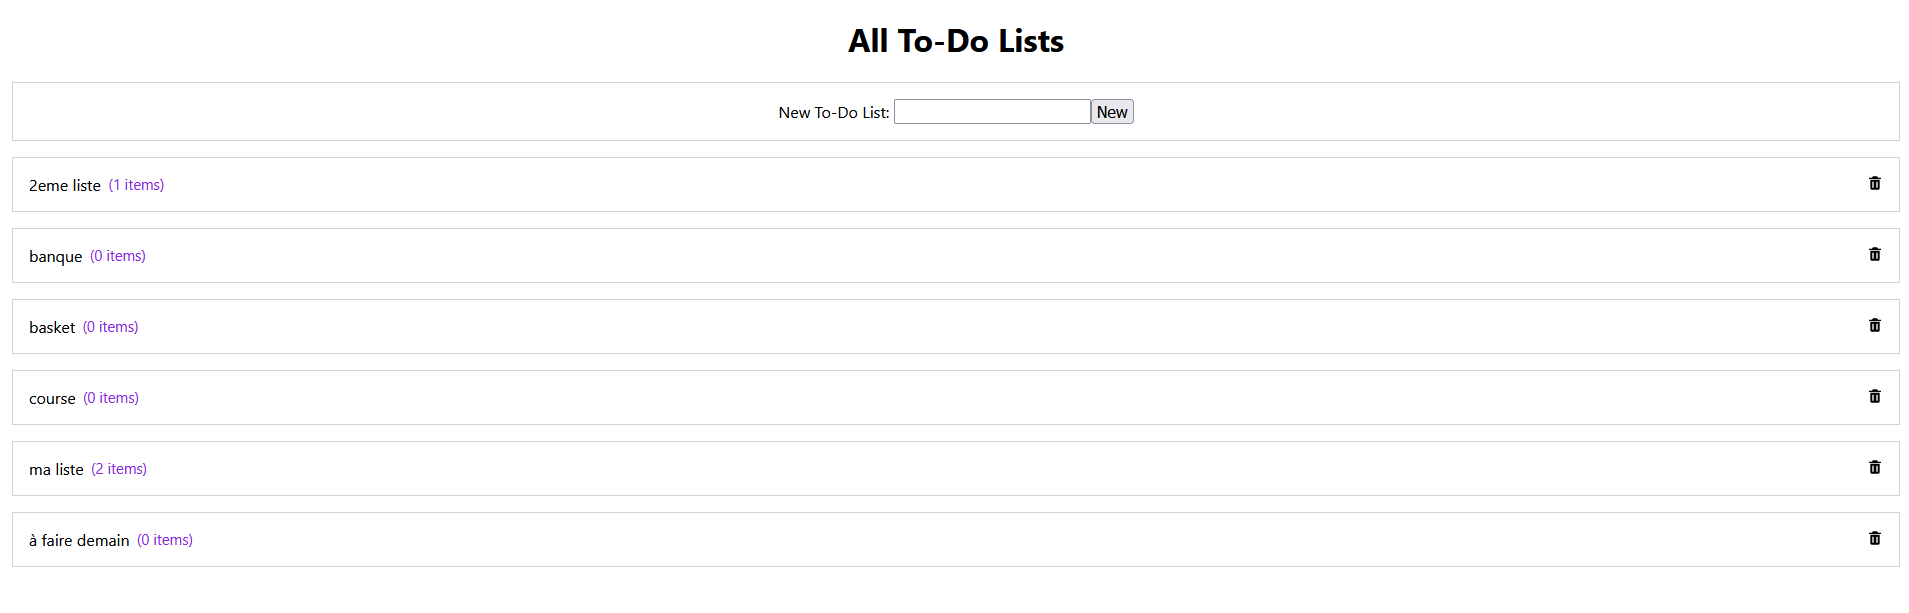 All To-Do Lists
New To-Do List: New
2eme liste (1 items)
banque (0 items)
basket (0 items)
course (0 items)
ma liste (2 items)
à faire demain (0 items)